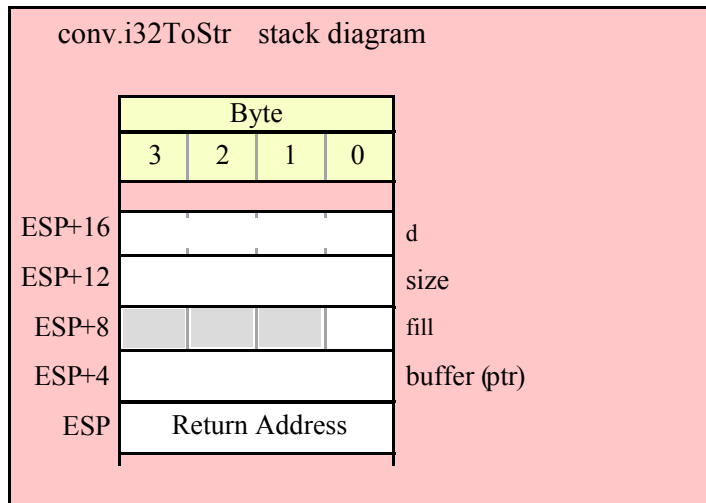 conv.i32ToStr stack diagram
Byte
3 2 1 0
ESP+16 d
ESP+12 size
ESP+8 fill
ESP+4 buffer (ptr)
ESP Return Address